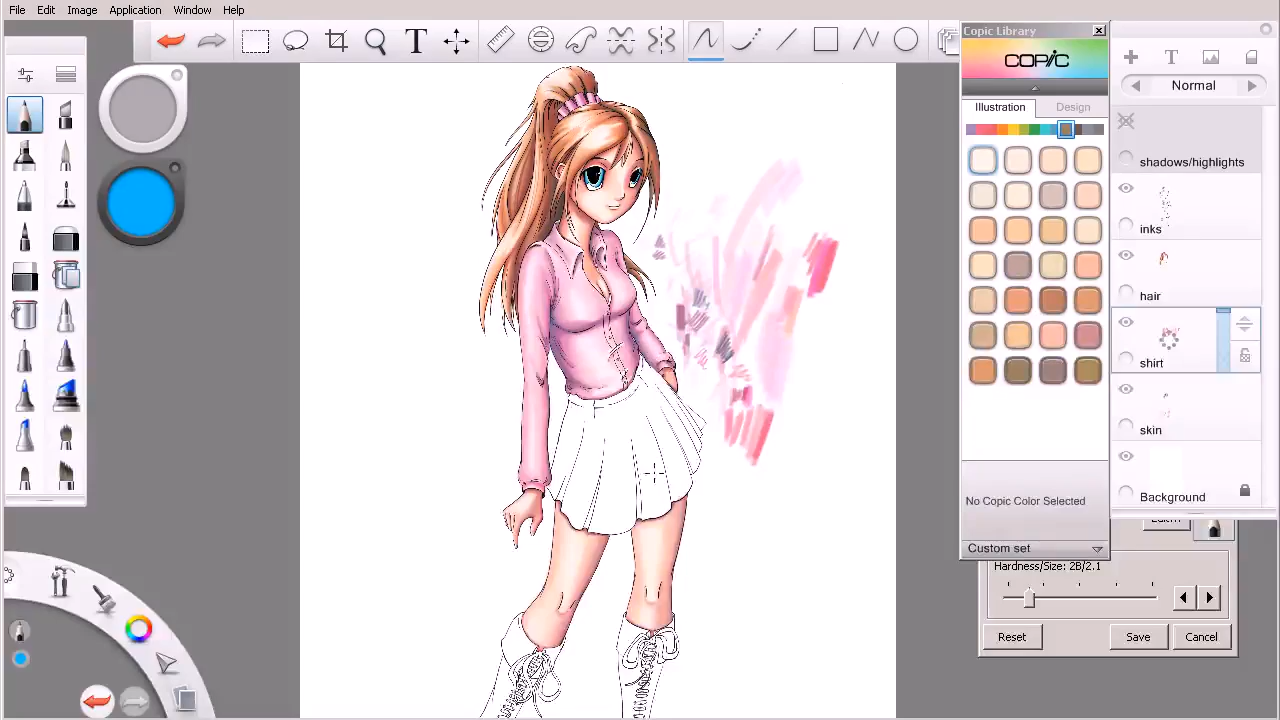 File Edit Image Application Window Help
Copic Library
COPIC
Illustration Design
Normal
shadows/highlights
inks
hair
shirt
skin
Background
No Copic Color Selected
Custom set
Hardness/Size: 2B/2.1
Reset Save Cancel